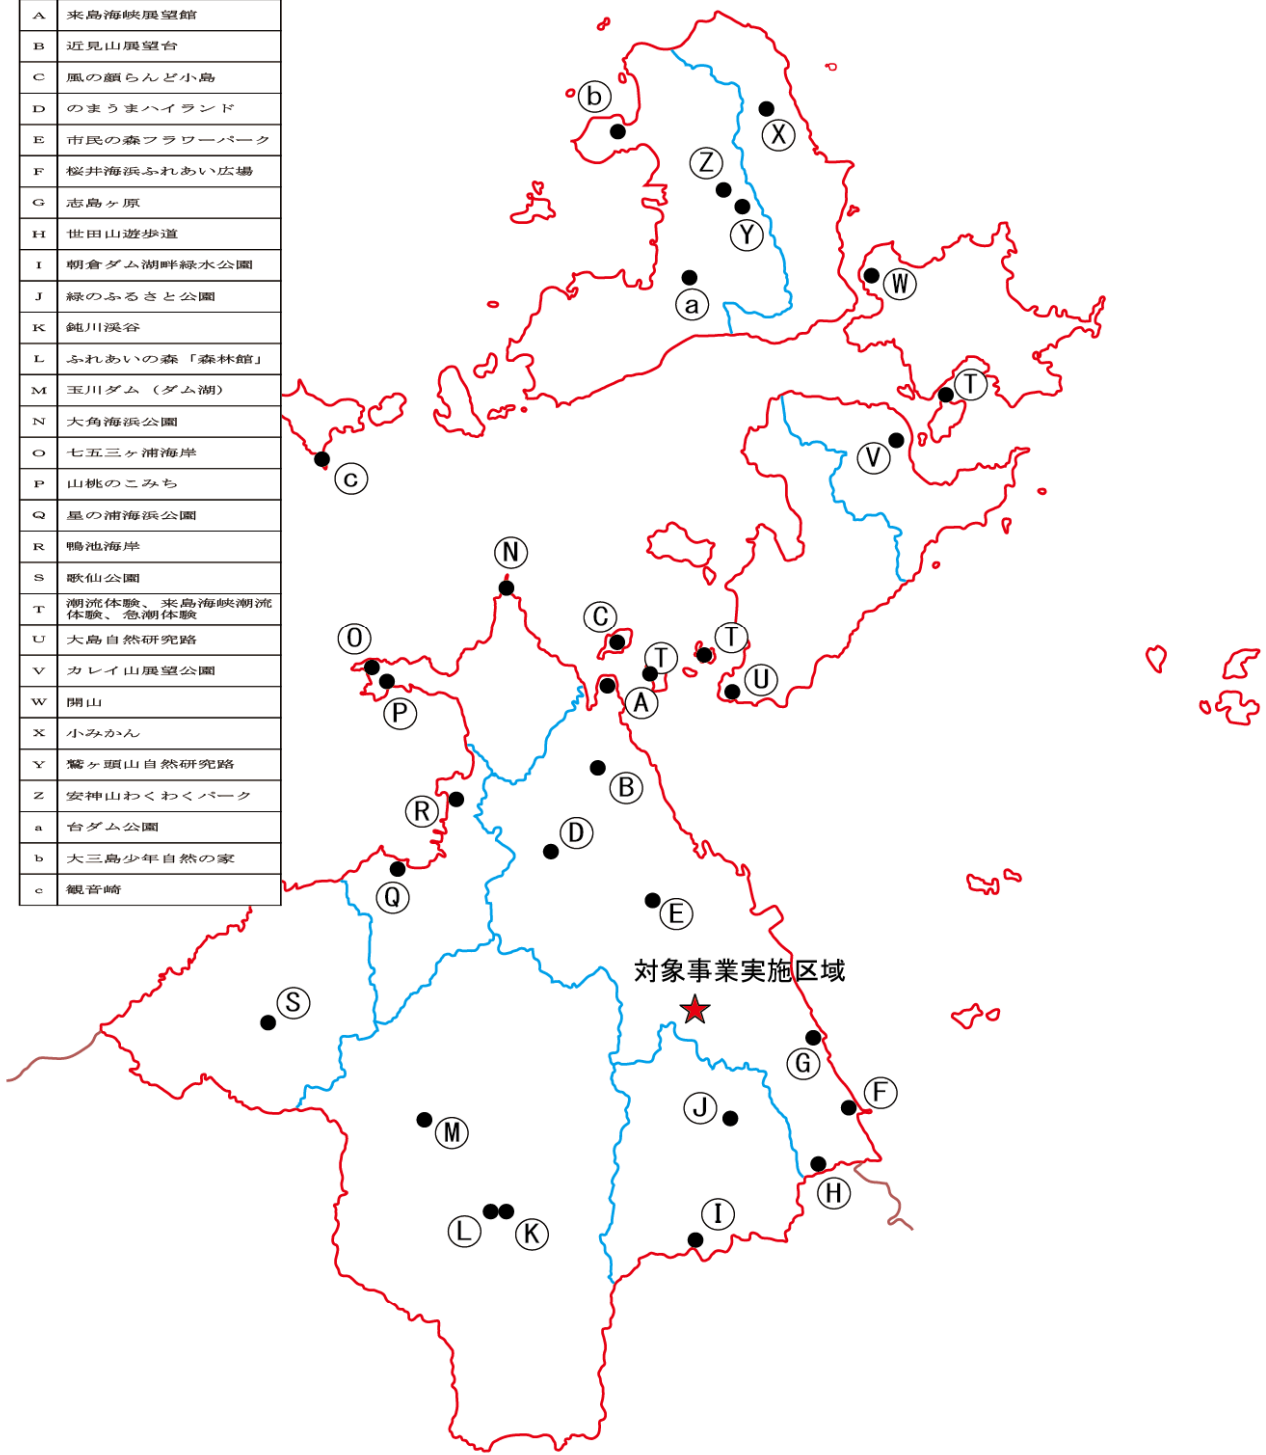 A 来島海峡展望館
B 近見山展望台
C 風の顔らんど小島
D のまうまハイランド
E 市民の森フラワーパーク
F 桜井海浜ふれあい広場
G 志島ヶ原
H 世田山遊歩道
I 朝倉ダム湖畔緑水公園
J 緑のふるさと公園
K 鈍川渓谷
L ふれあいの森「森林館」
M 玉川ダム（ダム湖）
N 大角海浜公園
O 七五三ヶ浦海岸
P 山桃のこみち
Q 星の浦海浜公園
R 鴨池海岸
S 歌仙公園
T 潮流体験、来島海峡潮流
体験、急潮体験
U 大島自然研究路
V カレイ山展望公園
W 開山
X 小みかん
Y 鷲ヶ頭山自然研究路
Z 安神山わくわくパーク
a 台ダム公園
b 大三島少年自然の家
c 観音崎
b
X
Z
Y
a
W
T
V
c
N
C
O
T
T
U
A
P
B
R
D
Q
E
対象事業実施区域
S
G
F
J
M
H
I
L
K